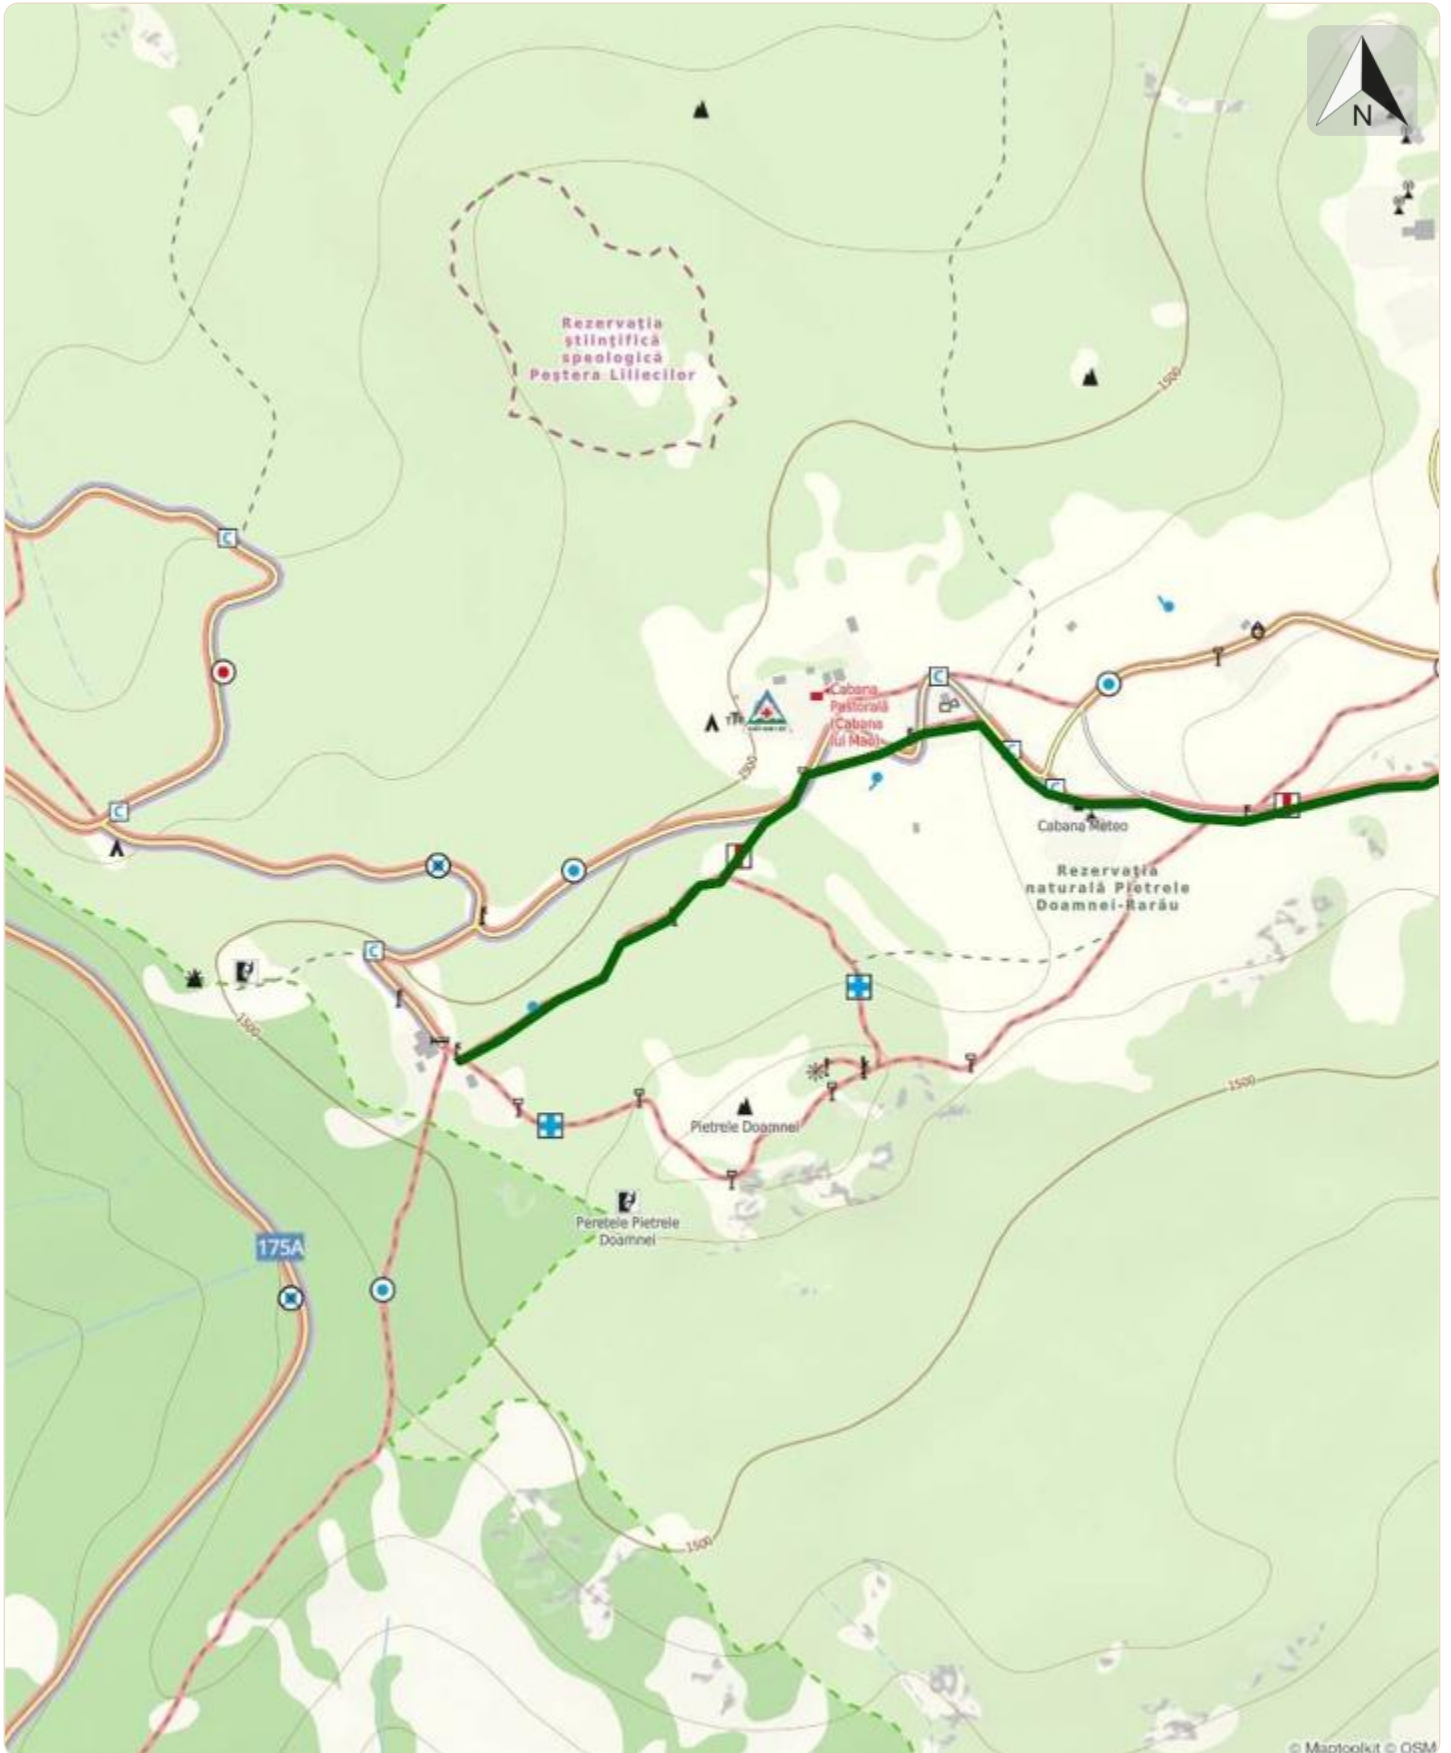 N
Rezervația
științifică
speologică
Peștera Liliecilor
1500
Cabana
Pastorală
(Cabana
lui Mao)
1500
Cabana Meteo
Rezervația
naturală Pietrele
Doamnei-Rarău
1500
1500
Pietrele Doamnei
Peretele Pietrele
Doamnei
175A
1500
© Maptoolkit © OSM